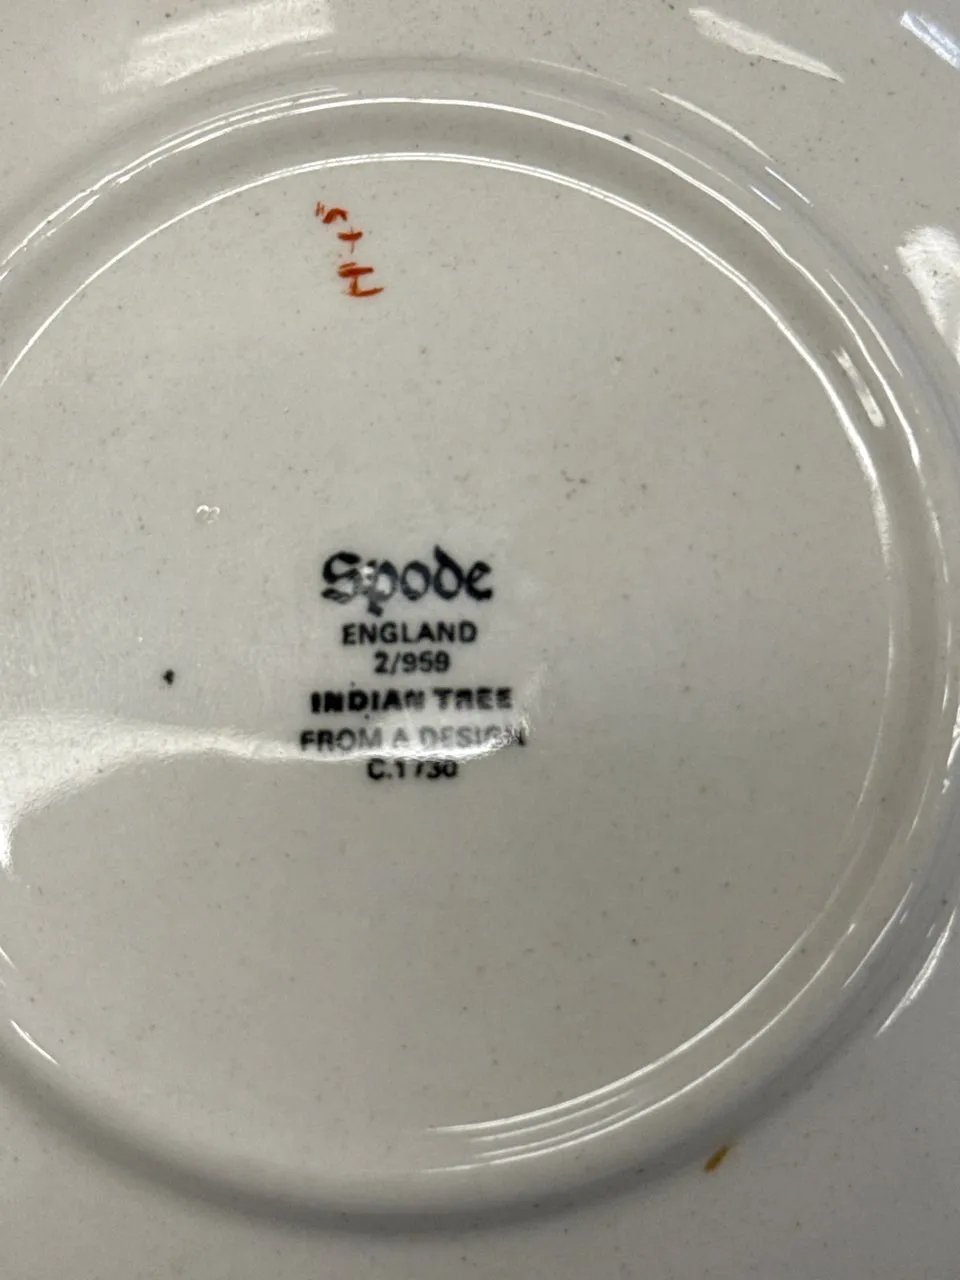 Spode
ENGLAND
2/959
INDIAN TREE
FROM A DESIGN
C.1730